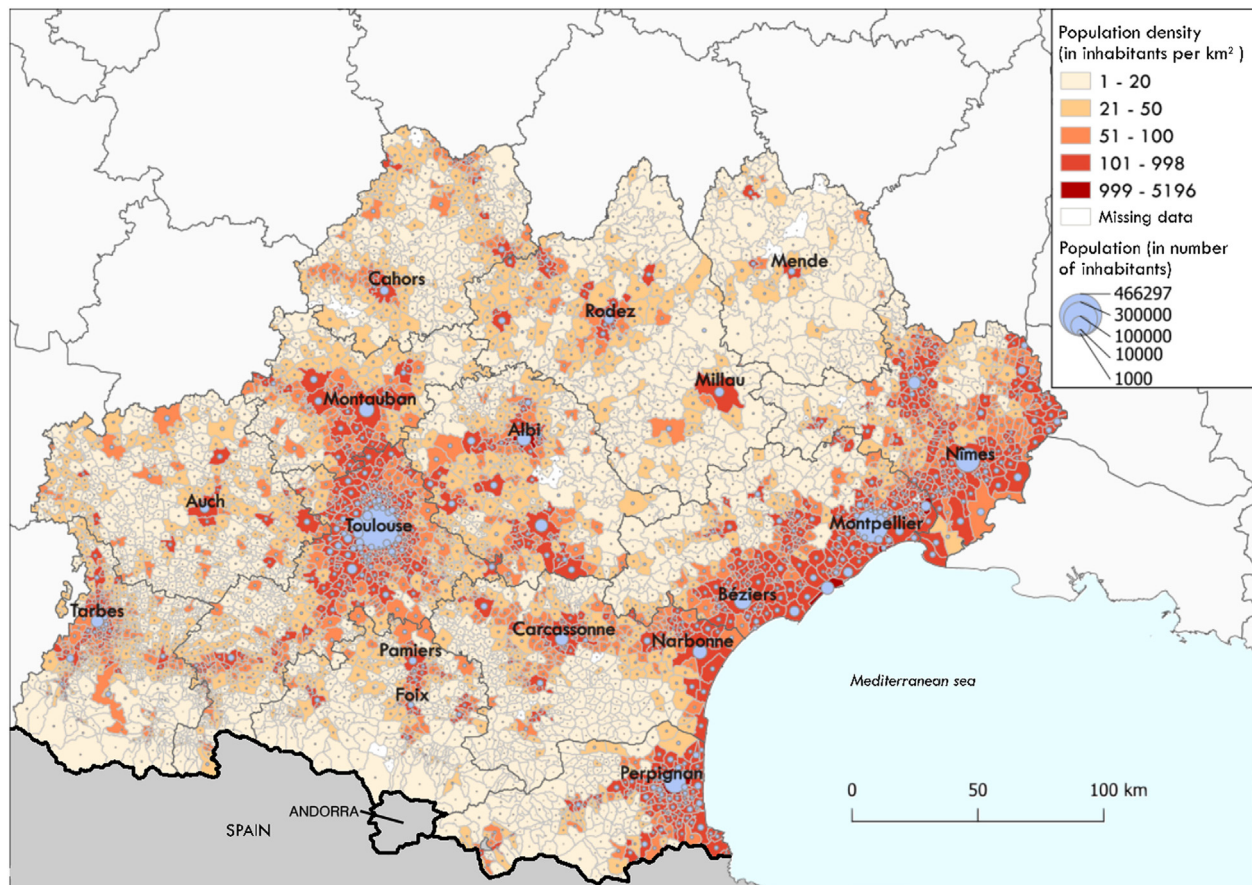 Population density
(in inhabitants per km² )
1 - 20
21 - 50
51 - 100
101 - 998
999 - 5196
Missing data
Population (in number
of inhabitants)
466297
300000
100000
10000
1000
Mende
Cahors
Rodez
Millau
Montauban
Albi
Nîmes
Auch
Toulouse
Montpellier
Béziers
Tarbes
Carcassonne
Narbonne
Pamiers
Foix
Mediterranean sea
Perpignan
0 50 100 km
ANDORRA
SPAIN